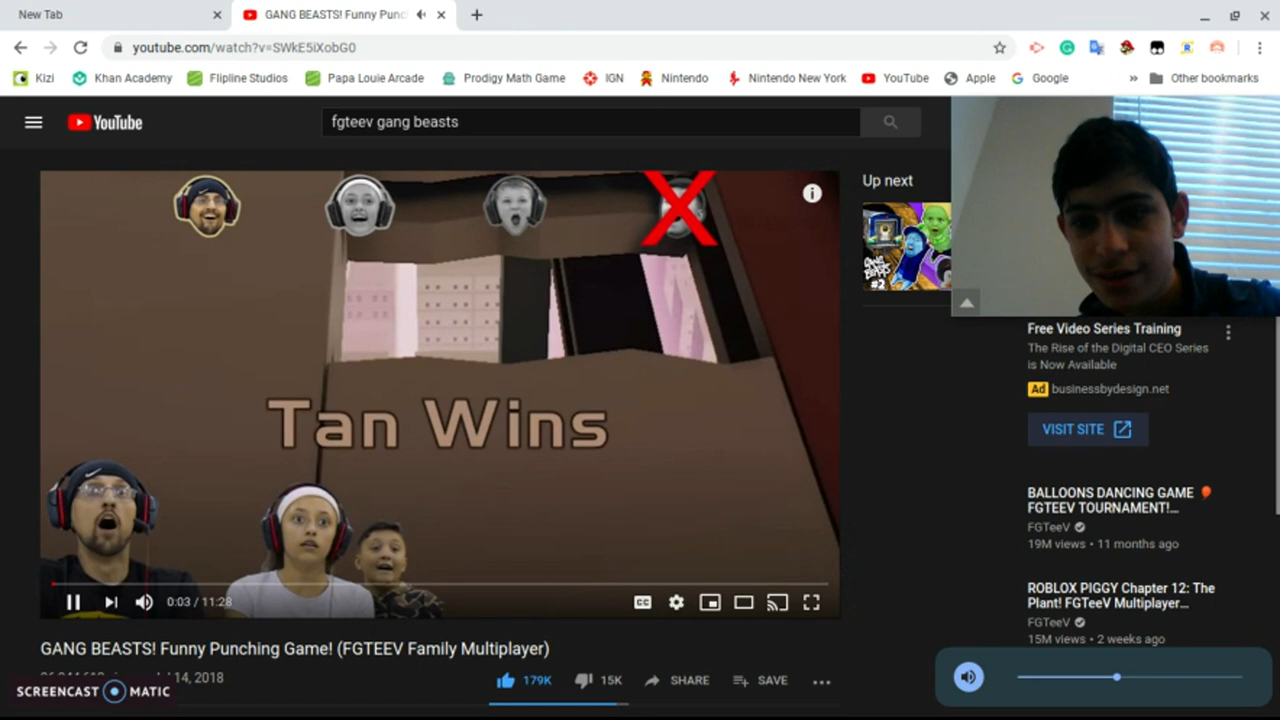 New Tab
GANG BEASTS! Funny Punc
youtube.com/watch?v=SWkE5iXobG0
Kizi
Khan Academy
Flipline Studios
Papa Louie Arcade
Prodigy Math Game
IGN
Nintendo
Nintendo New York
YouTube
Apple
Google
»
Other bookmarks
YouTube
fgteev gang beasts
Up next
GANG
BEASTS
#2
Tan Wins
Free Video Series Training
The Rise of the Digital CEO Series
is Now Available
Ad businessbydesign.net
VISIT SITE
BALLOONS DANCING GAME 🎈
FGTEEV TOURNAMENT!...
FGTeeV
19M views • 11 months ago
ROBLOX PIGGY Chapter 12: The
Plant! FGTeeV Multiplayer...
FGTeeV
15M views • 2 weeks ago
0:03 / 11:28
CC
GANG BEASTS! Funny Punching Game! (FGTEEV Family Multiplayer)
14, 2018
179K
15K
SHARE
SAVE
SCREENCAST MATIC